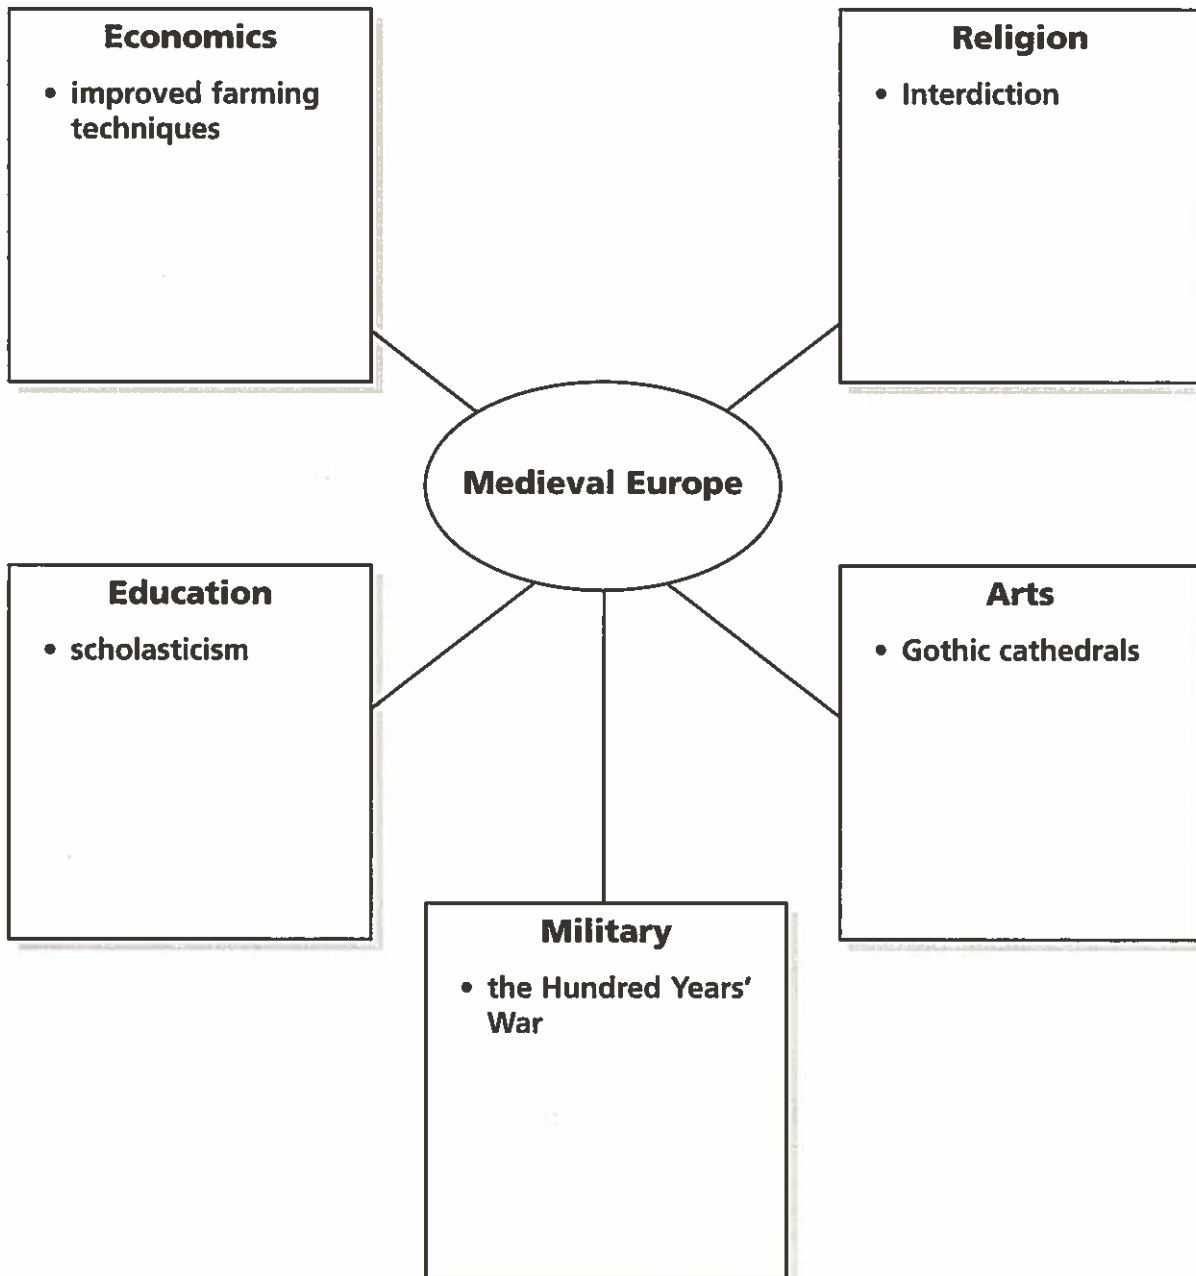 Economics
• improved farming
techniques
Religion
• Interdiction
Medieval Europe
Education
• scholasticism
Arts
• Gothic cathedrals
Military
• the Hundred Years'
War